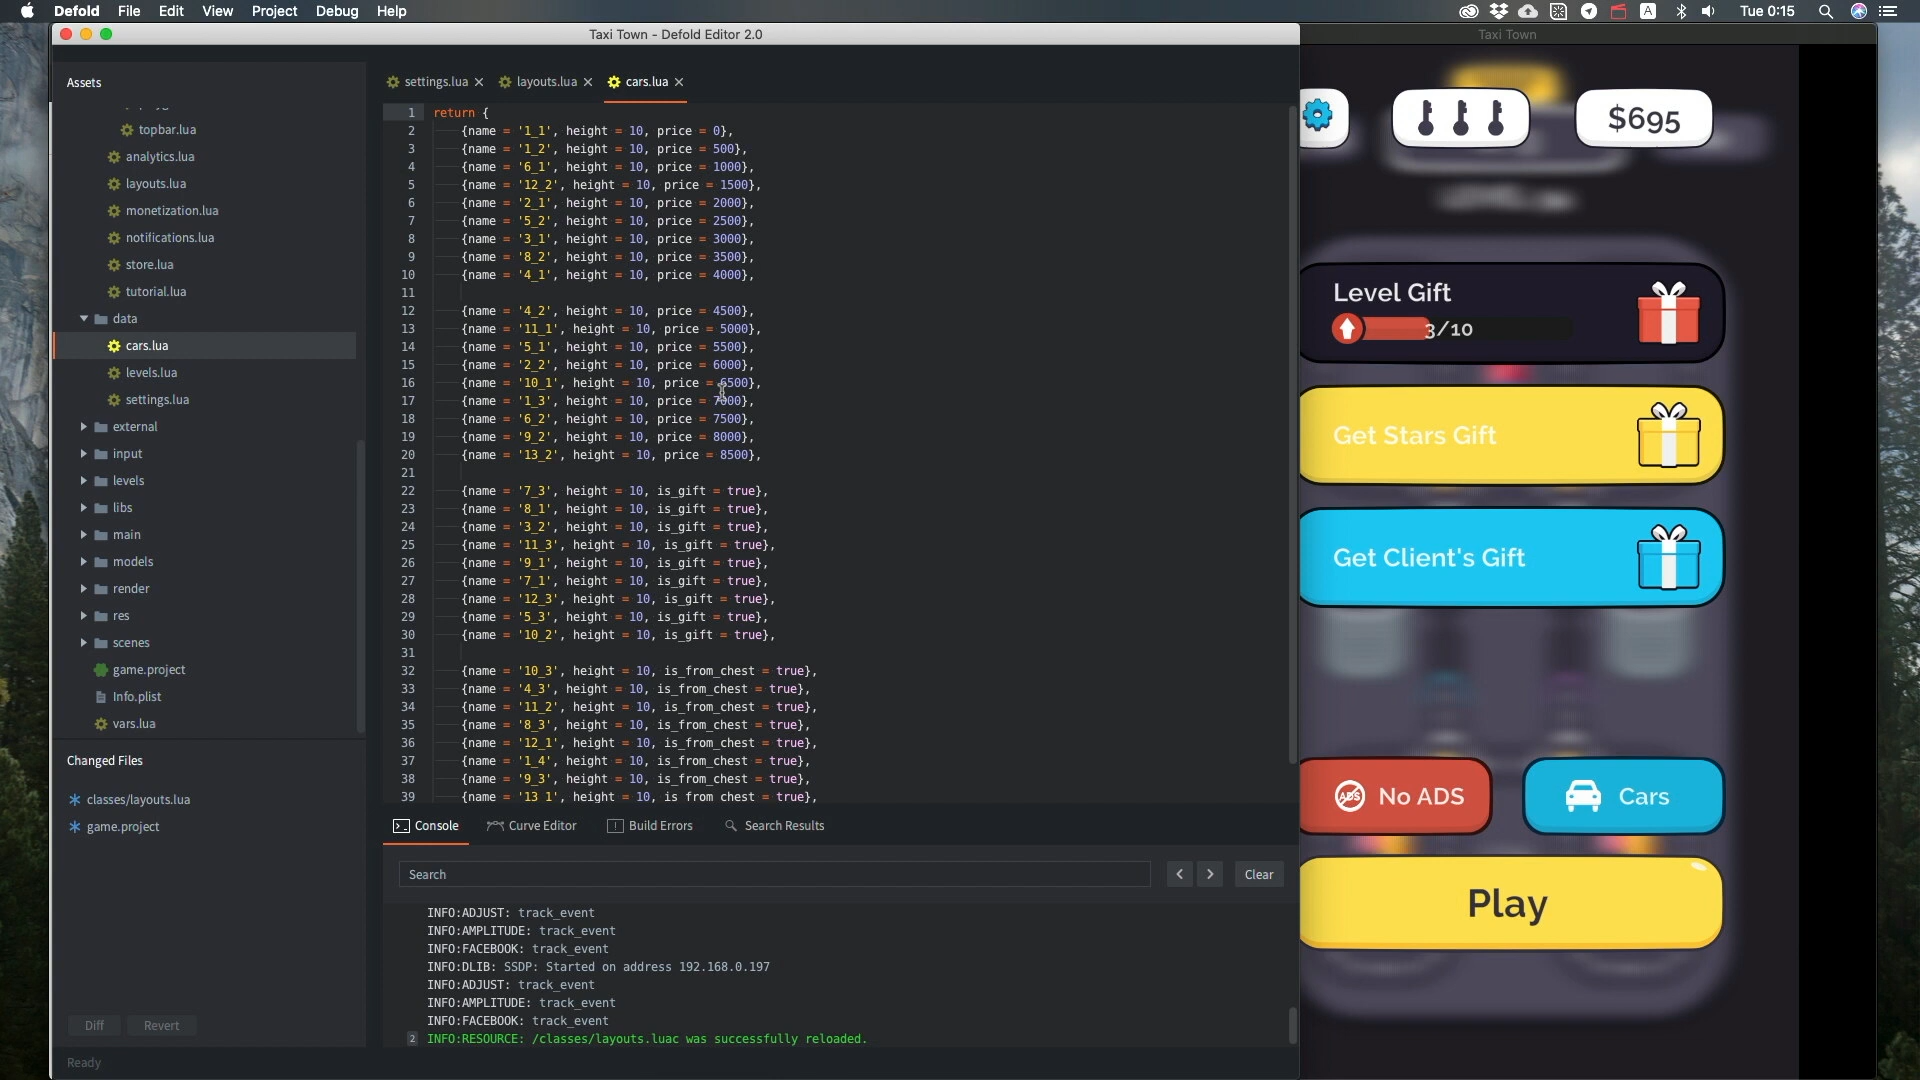 Defold File Edit View Project Debug Help
A Tue 0:15
Taxi Town - Defold Editor 2.0
Taxi Town
Assets
topbar.lua
analytics.lua
layouts.lua
monetization.lua
notifications.lua
store.lua
tutorial.lua
data
cars.lua
levels.lua
settings.lua
external
input
levels
libs
main
models
render
res
scenes
game.project
Info.plist
vars.lua
Changed Files
classes/layouts.lua
game.project
Diff Revert
Ready
settings.lua layouts.lua cars.lua
1 return {
2 {name = '1_1', height = 10, price = 0},
3 {name = '1_2', height = 10, price = 500},
4 {name = '6_1', height = 10, price = 1000},
5 {name = '12_2', height = 10, price = 1500},
6 {name = '2_1', height = 10, price = 2000},
7 {name = '5_2', height = 10, price = 2500},
8 {name = '3_1', height = 10, price = 3000},
9 {name = '8_2', height = 10, price = 3500},
10 {name = '4_1', height = 10, price = 4000},
11
12 {name = '4_2', height = 10, price = 4500},
13 {name = '11_1', height = 10, price = 5000},
14 {name = '5_1', height = 10, price = 5500},
15 {name = '2_2', height = 10, price = 6000},
16 {name = '10_1', height = 10, price = 6500},
17 {name = '1_3', height = 10, price = 7000},
18 {name = '6_2', height = 10, price = 7500},
19 {name = '9_2', height = 10, price = 8000},
20 {name = '13_2', height = 10, price = 8500},
21
22 {name = '7_3', height = 10, is_gift = true},
23 {name = '8_1', height = 10, is_gift = true},
24 {name = '3_2', height = 10, is_gift = true},
25 {name = '11_3', height = 10, is_gift = true},
26 {name = '9_1', height = 10, is_gift = true},
27 {name = '7_1', height = 10, is_gift = true},
28 {name = '12_3', height = 10, is_gift = true},
29 {name = '5_3', height = 10, is_gift = true},
30 {name = '10_2', height = 10, is_gift = true},
31
32 {name = '10_3', height = 10, is_from_chest = true},
33 {name = '4_3', height = 10, is_from_chest = true},
34 {name = '11_2', height = 10, is_from_chest = true},
35 {name = '8_3', height = 10, is_from_chest = true},
36 {name = '12_1', height = 10, is_from_chest = true},
37 {name = '1_4', height = 10, is_from_chest = true},
38 {name = '9_3', height = 10, is_from_chest = true},
39 {name = '13_1', height = 10, is_from_chest = true},
Console Curve Editor Build Errors Search Results
Search
Clear
INFO:ADJUST: track_event
INFO:AMPLITUDE: track_event
INFO:FACEBOOK: track_event
INFO:DLIB: SSDP: Started on address 192.168.0.197
INFO:ADJUST: track_event
INFO:AMPLITUDE: track_event
INFO:FACEBOOK: track_event
2 INFO:RESOURCE: /classes/layouts.luac was successfully reloaded.
$695
Level Gift
3/10
Get Stars Gift
Get Client's Gift
ADS No ADS
Cars
Play